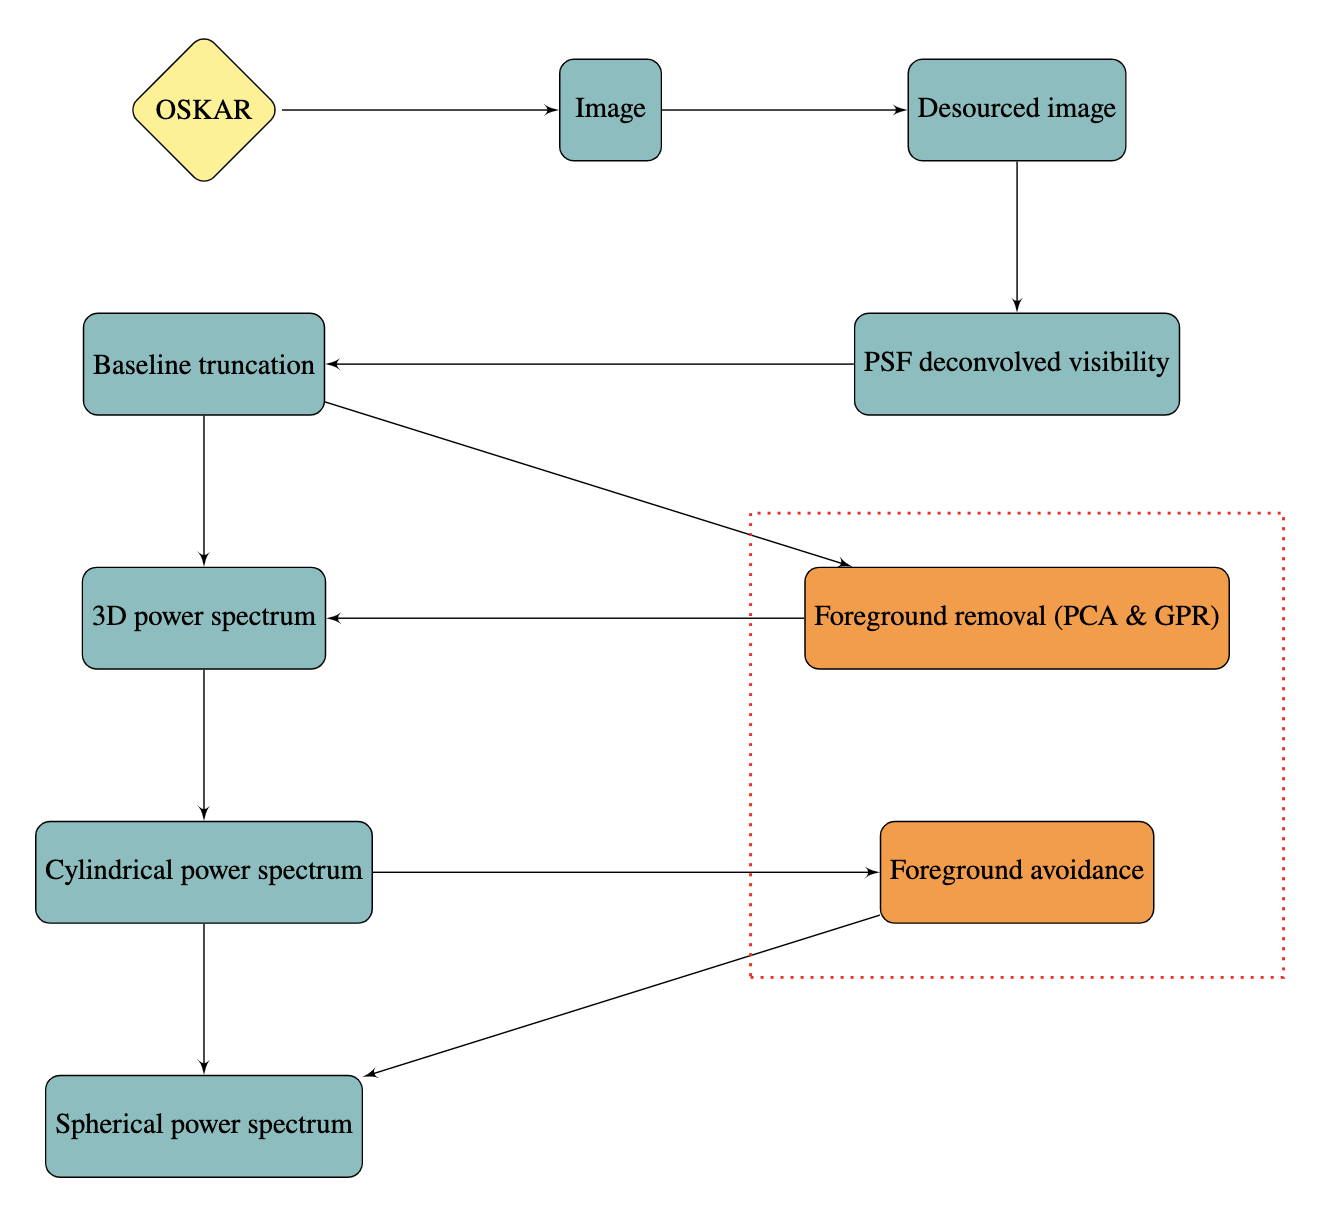 OSKAR
Image
Desourced image
Baseline truncation
PSF deconvolved visibility
3D power spectrum
Foreground removal (PCA & GPR)
Cylindrical power spectrum
Foreground avoidance
Spherical power spectrum